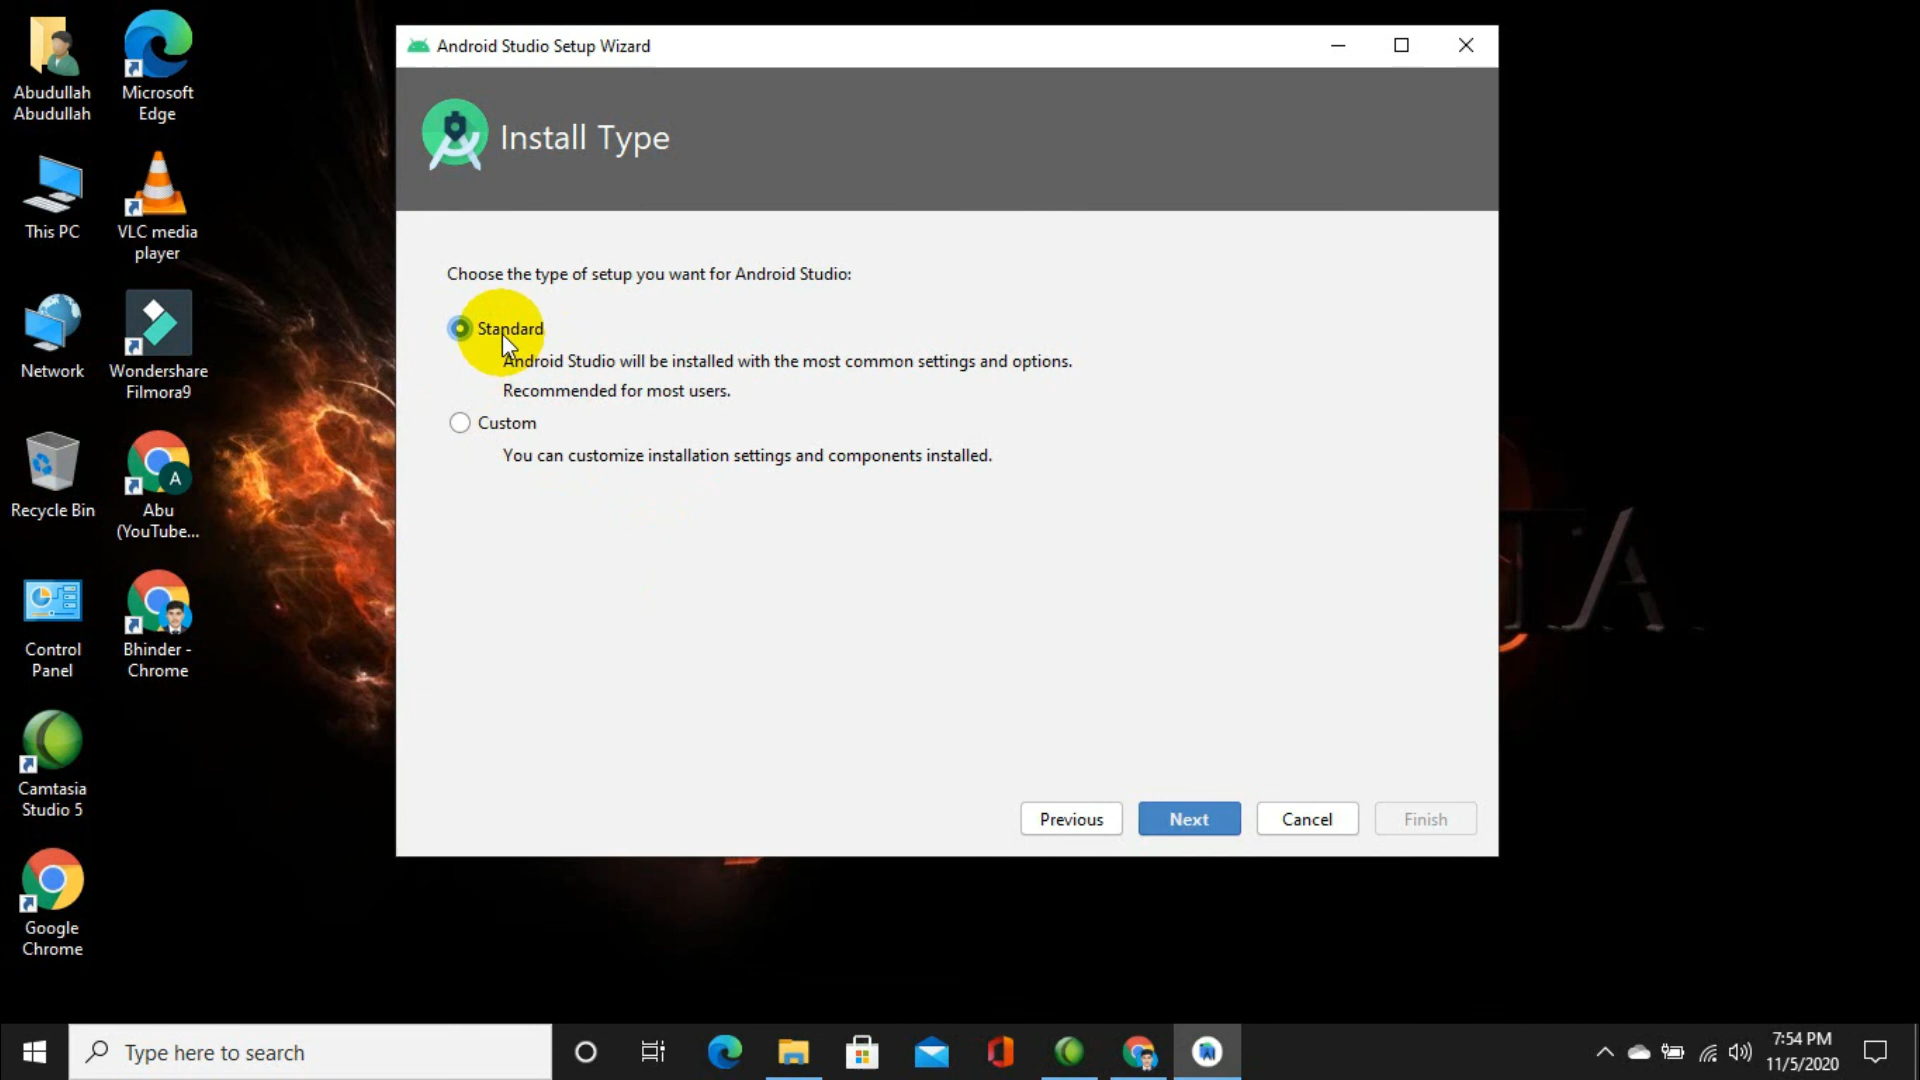 Abudullah
Abudullah
Microsoft
Edge
This PC
VLC media
player
Network
Wondershare
Filmora9
Recycle Bin
Abu
(YouTube...
A
Control
Panel
Bhinder -
Chrome
Camtasia
Studio 5
Google
Chrome
Android Studio Setup Wizard
Install Type
Choose the type of setup you want for Android Studio:
Standard
Android Studio will be installed with the most common settings and options.
Recommended for most users.
Custom
You can customize installation settings and components installed.
Previous
Next
Cancel
Finish
TA
Type here to search
7:54 PM
11/5/2020